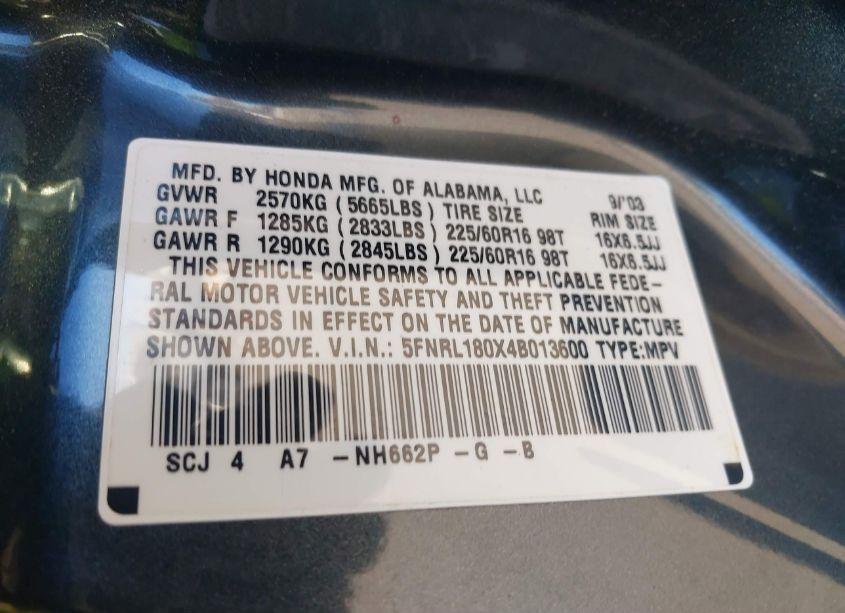 MFD. BY HONDA MFG. OF ALABAMA, LLC 9/'03
GVWR 2570KG (5665LBS) TIRE SIZE RIM SIZE
GAWR F 1285KG (2833LBS) 225/60R16 98T 16X6.5JJ
GAWR R 1290KG (2845LBS) 225/60R16 98T 16X6.5JJ
THIS VEHICLE CONFORMS TO ALL APPLICABLE FEDE-
RAL MOTOR VEHICLE SAFETY AND THEFT PREVENTION
STANDARDS IN EFFECT ON THE DATE OF MANUFACTURE
SHOWN ABOVE. V.I.N.: 5FNRL180X4B013600 TYPE:MPV
SCJ 4 A7 -NH662P -G -B